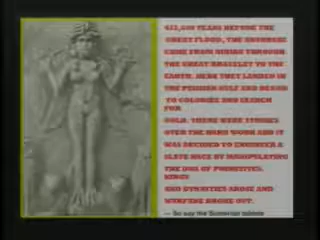 432,000 YEARS BEFORE THE
GREAT FLOOD, THE ANUNNAKI
CAME FROM NIBIRU THROUGH
THE GREAT BRACELET TO THE
EARTH. HERE THEY LANDED IN
THE PERSIAN GULF AND BEGAN
TO COLONIZE AND SEARCH
FOR
GOLD. THERE WERE STRIKES
OVER THE HARD WORK AND IT
WAS DECIDED TO ENGINEER A
SLAVE RACE BY MANIPULATING
THE DNA OF PRIMITIVES.
KINGS
AND DYNASTIES AROSE AND
WARFARE BROKE OUT.
— So say the Sumerian tablets